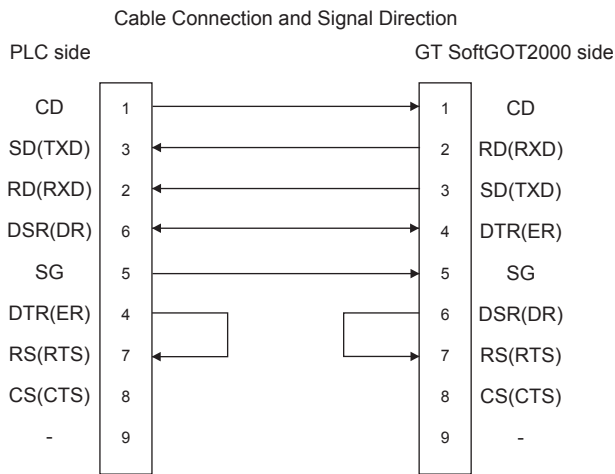 Cable Connection and Signal Direction
PLC side GT SoftGOT2000 side
CD 1 1 CD
SD(TXD) 3 2 RD(RXD)
RD(RXD) 2 3 SD(TXD)
DSR(DR) 6 4 DTR(ER)
SG 5 5 SG
DTR(ER) 4 6 DSR(DR)
RS(RTS) 7 7 RS(RTS)
CS(CTS) 8 8 CS(CTS)
- 9 9 -